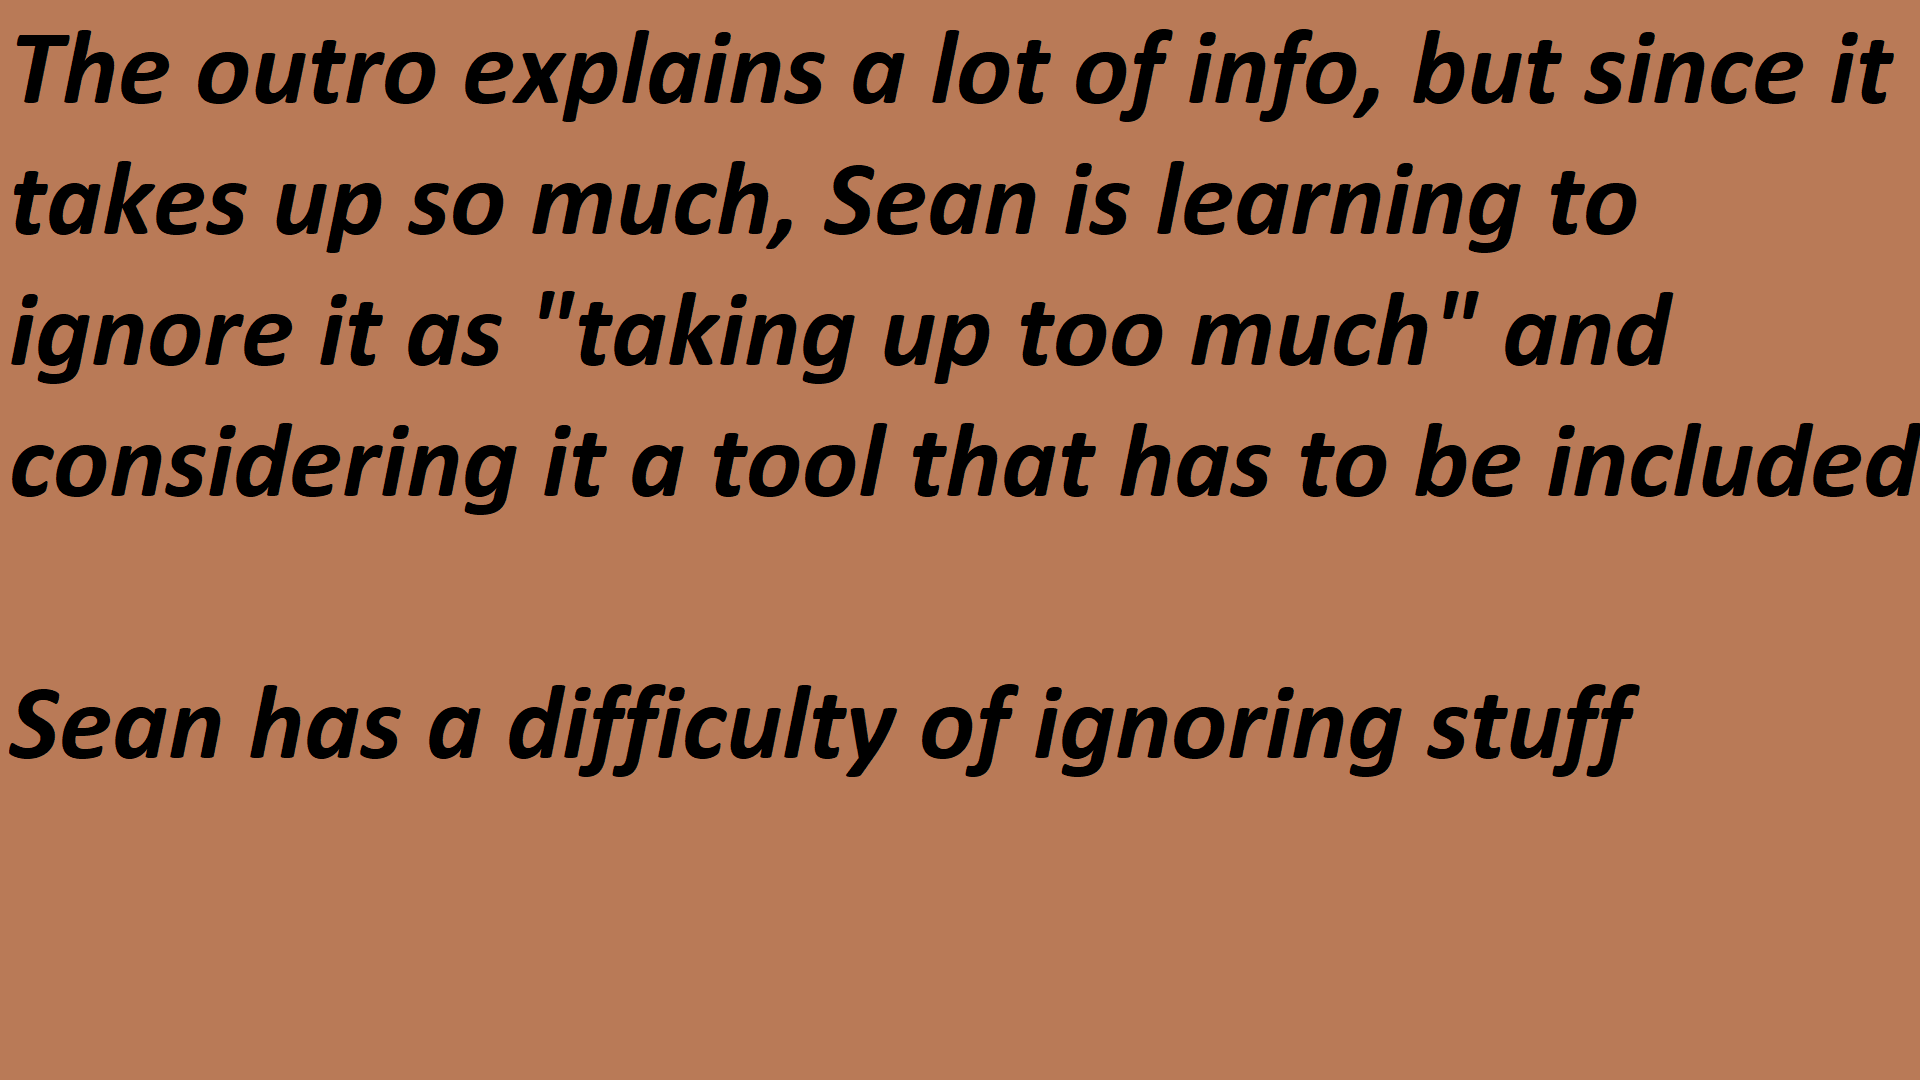 The outro explains a lot of info, but since it
takes up so much, Sean is learning to
ignore it as "taking up too much" and
considering it a tool that has to be included
Sean has a difficulty of ignoring stuff